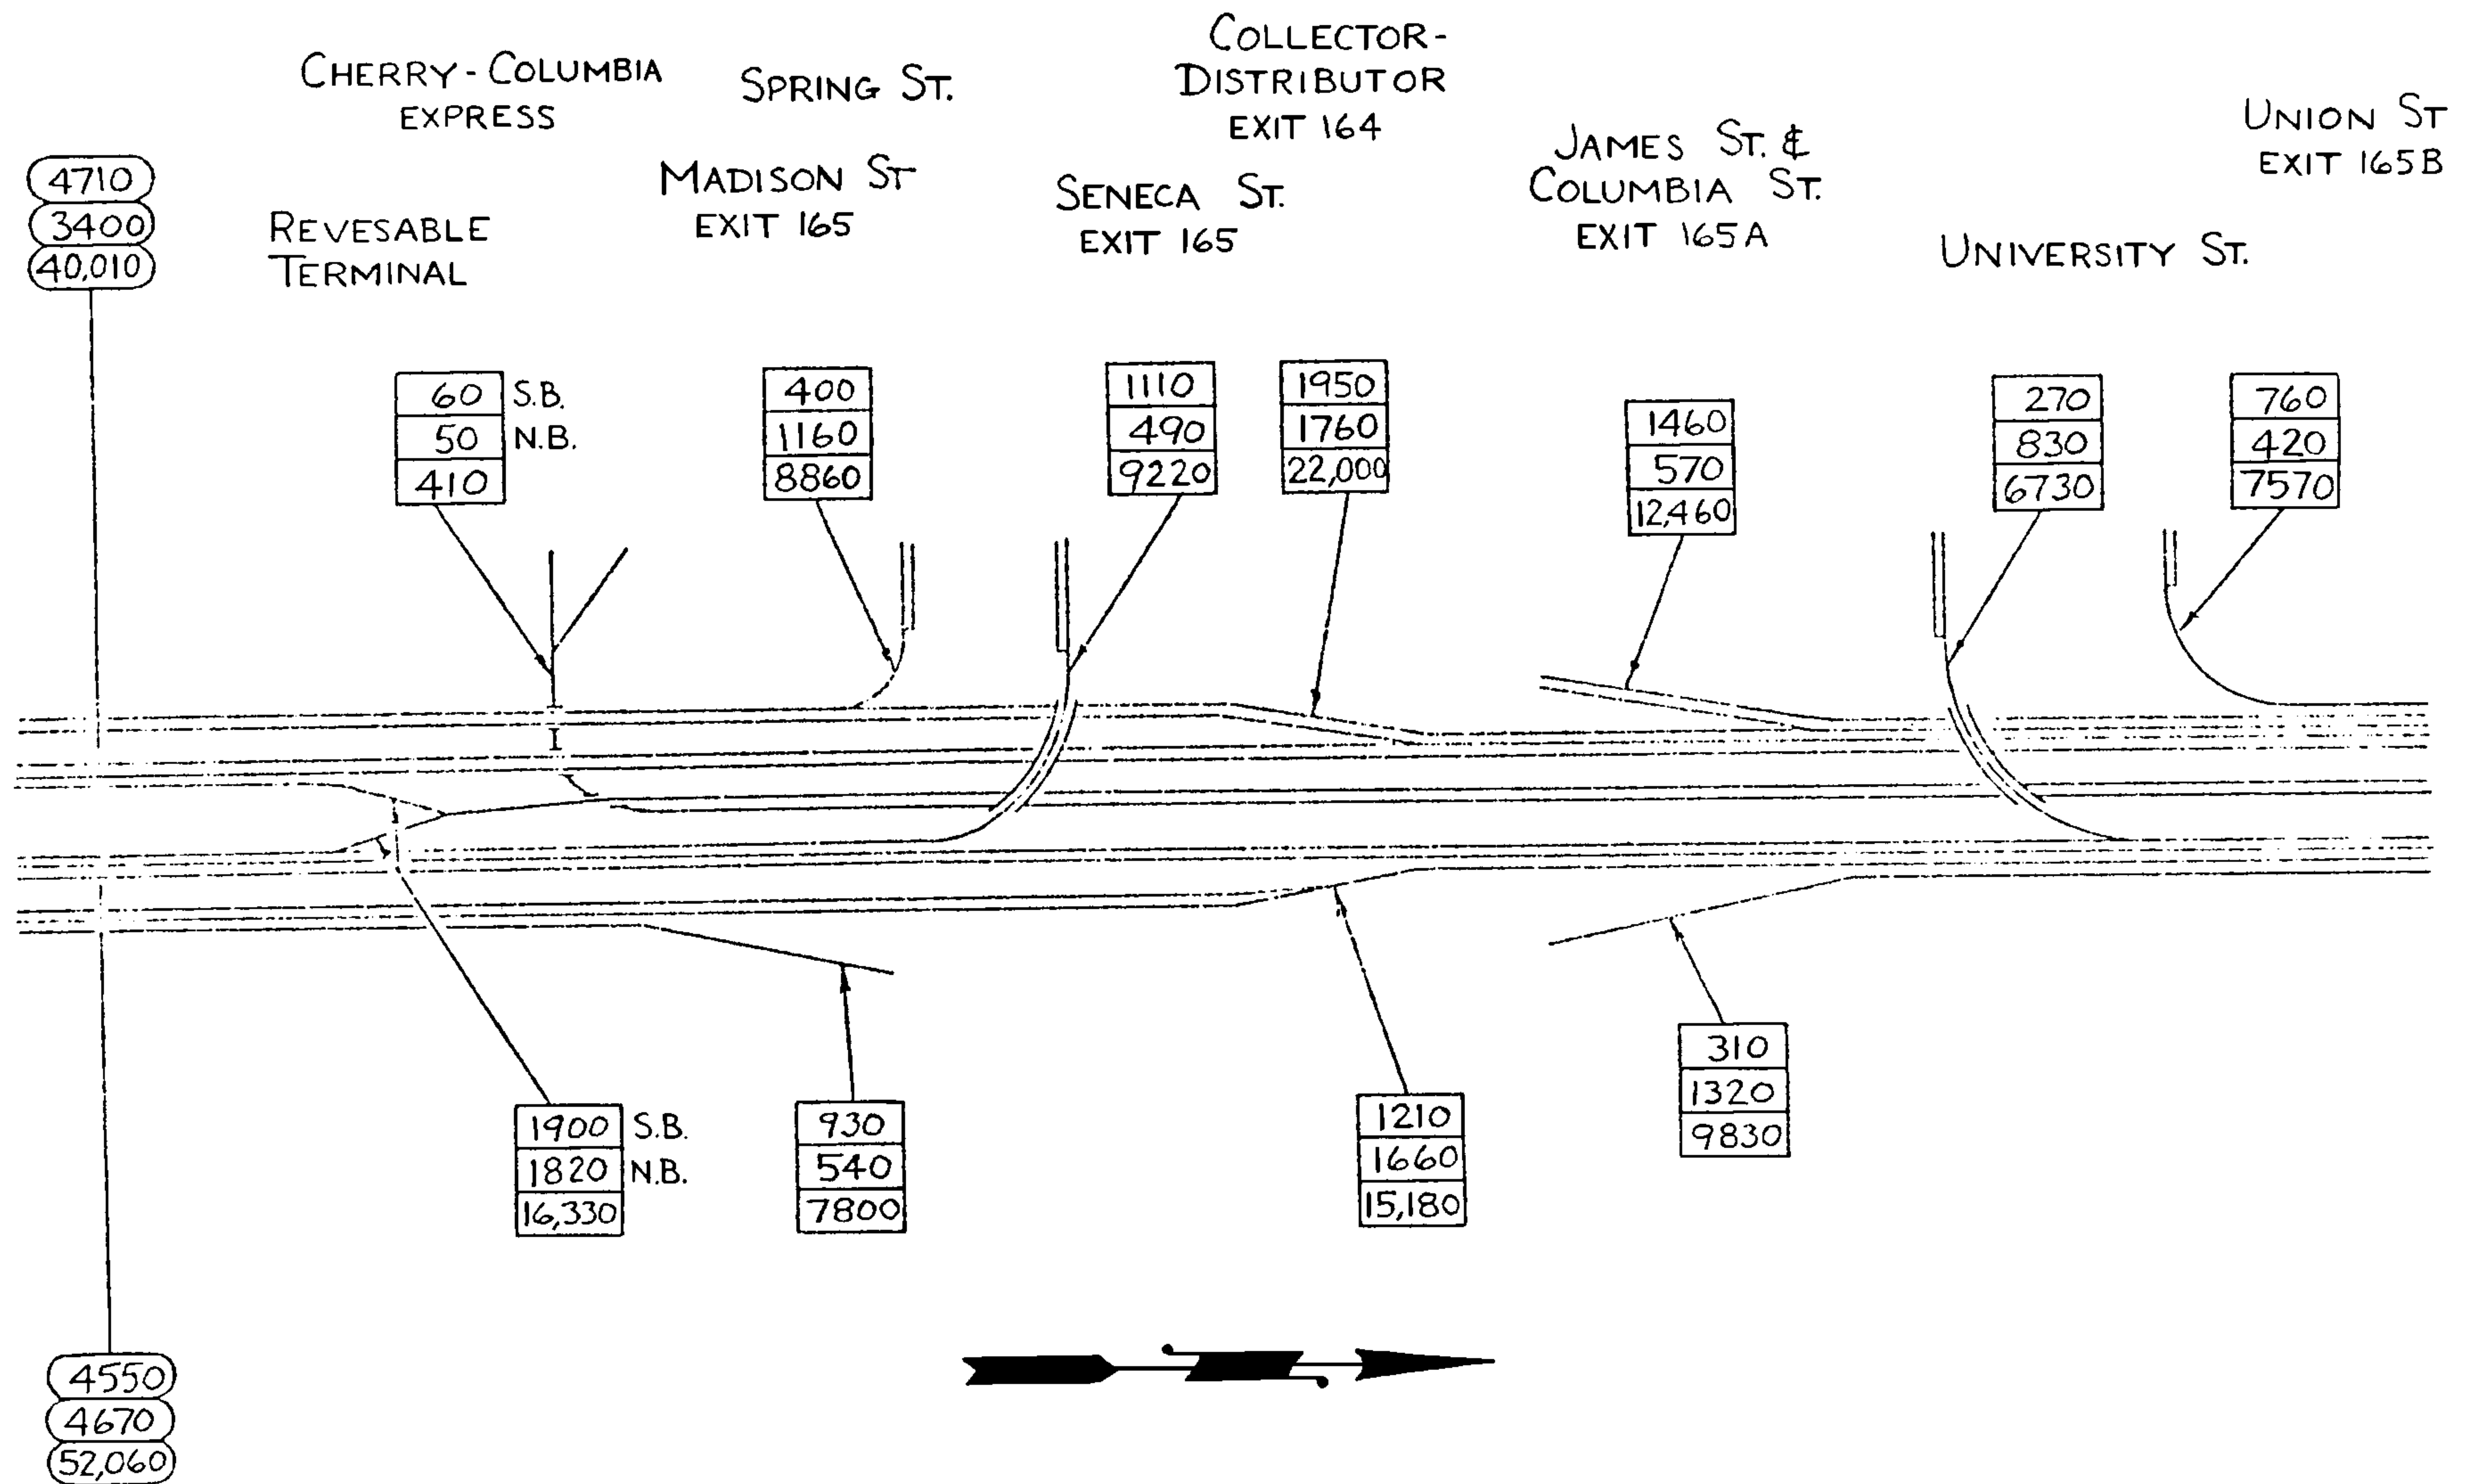 CHERRY-COLUMBIA
EXPRESS
SPRING ST.
COLLECTOR-
DISTRIBUTOR
EXIT 164
UNION ST
EXIT 165B
JAMES ST. &
COLUMBIA ST.
EXIT 165A
MADISON ST
EXIT 165
SENECA ST.
EXIT 165
UNIVERSITY ST.
REVESABLE
TERMINAL
4710
3400
40,010
60 S.B.
50 N.B.
410
400
1160
8860
1110
490
9220
1950
1760
22,000
1460
570
12,460
270
830
6730
760
420
7570
1900 S.B.
1820 N.B.
16,330
930
540
7800
1210
1660
15,180
310
1320
9830
4550
4670
52,060